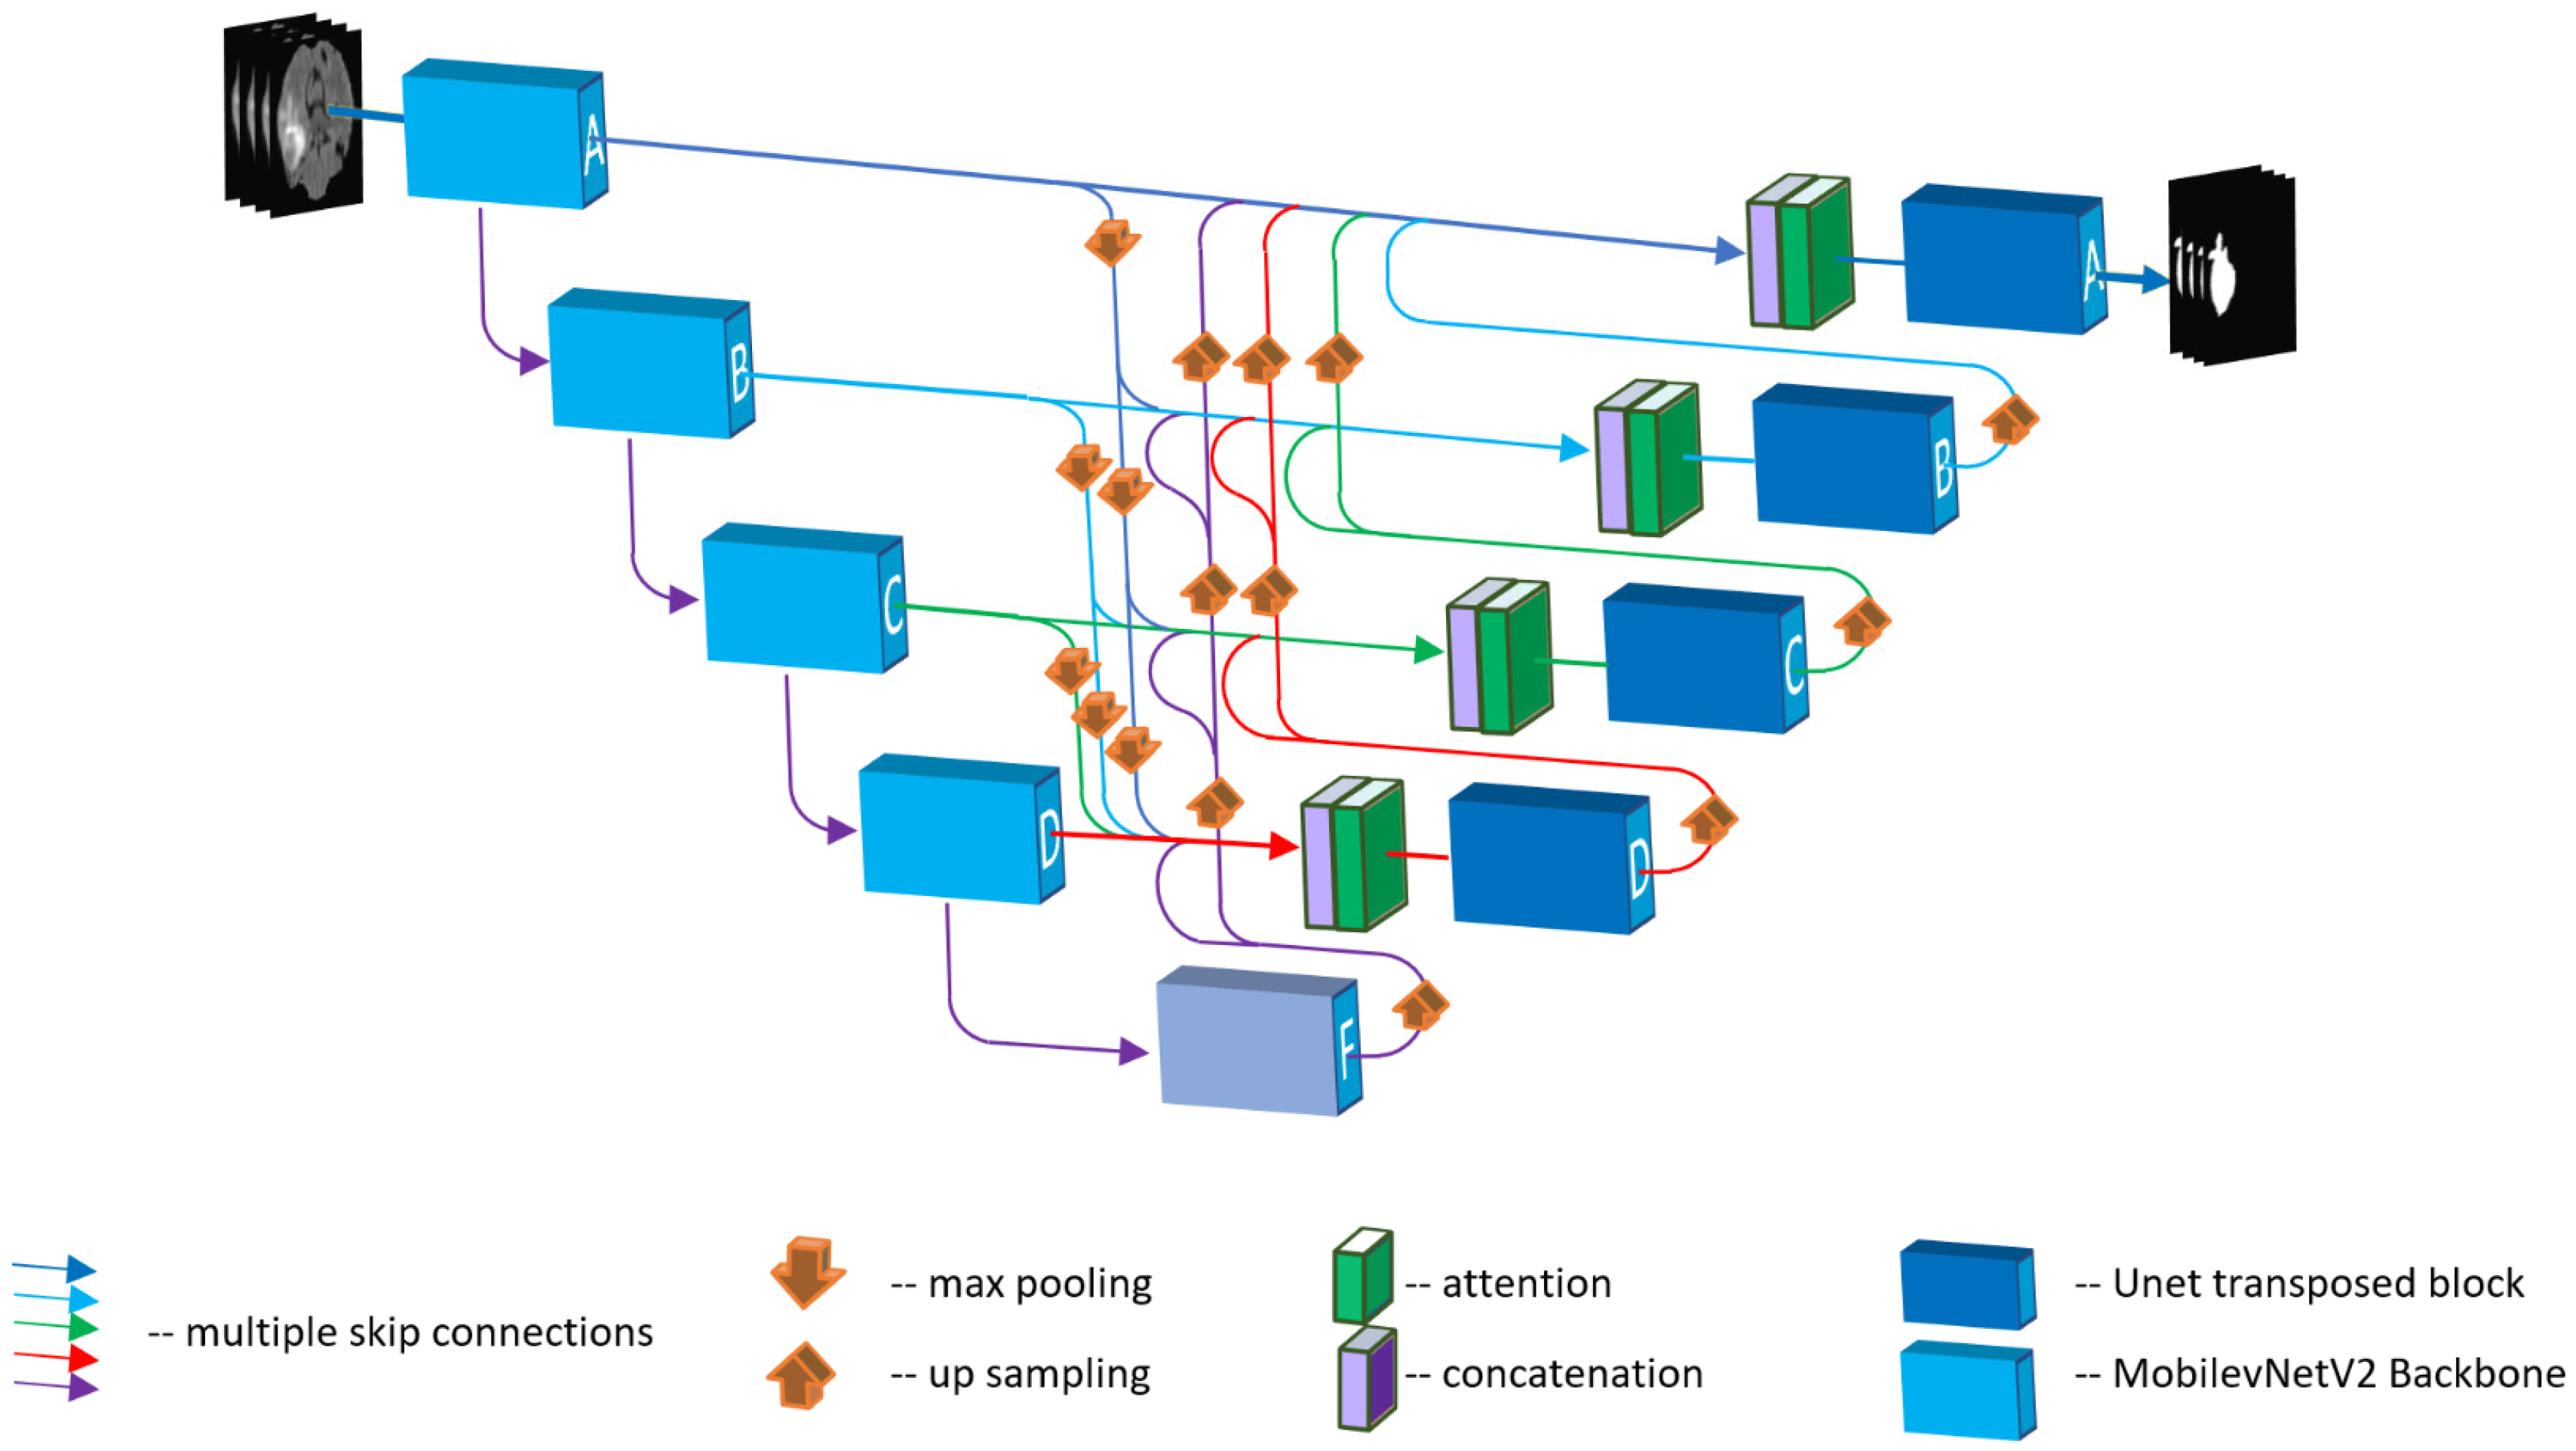 A
A
B
B
C
C
D
D
F
-- max pooling
-- attention
-- Unet transposed block
-- multiple skip connections
-- up sampling
-- concatenation
-- MobilevNetV2 Backbone